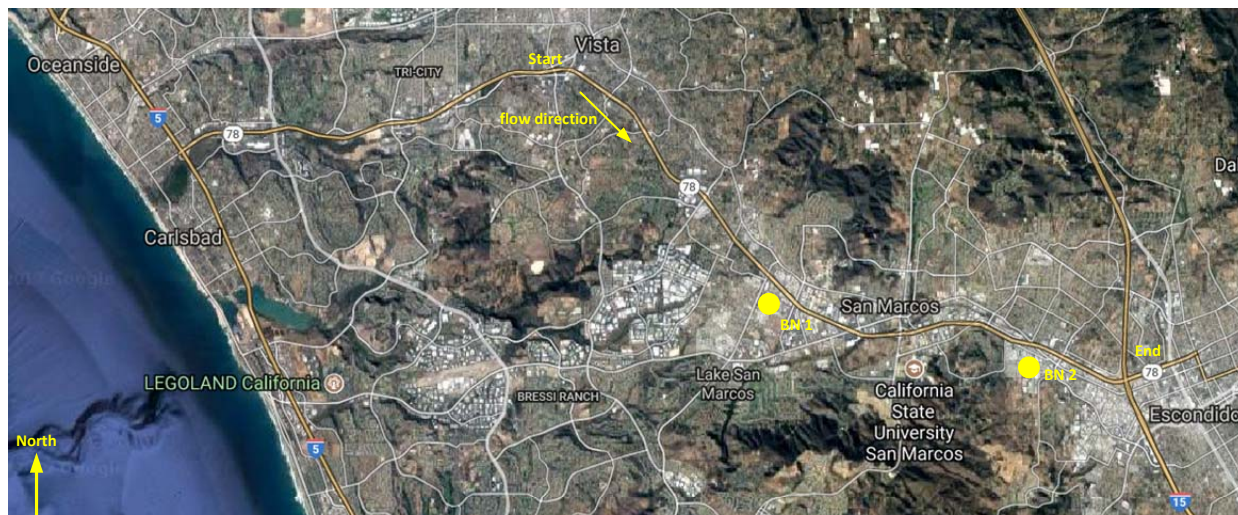 Vista
Start
Oceanside
TRI-CITY
5
flow direction
78
Dal
78
Carlsbad
San Marcos
BN 1
End
78
LEGOLAND California
Lake San
Marcos
California
State
University
San Marcos
BN 2
BRESSI RANCH
Escondido
North
5
15